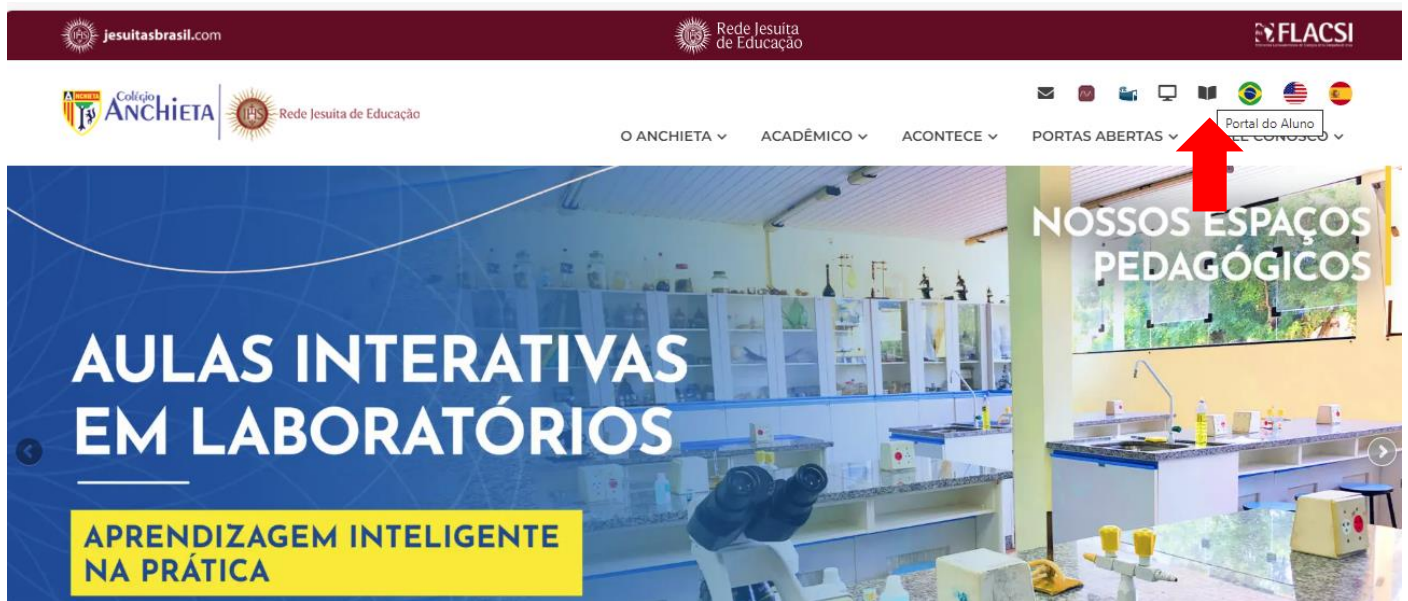 jesuitasbrasil.com
Rede Jesuíta
de Educação
FLACSI
Colégio
ANCHIETA
Rede Jesuíta de Educação
Portal do Aluno
O ANCHIETA
ACADÊMICO
ACONTECE
PORTAS ABERTAS
CONOSCO
NOSSOS ESPAÇOS
PEDAGÓGICOS
AULAS INTERATIVAS
EM LABORATÓRIOS
APRENDIZAGEM INTELIGENTE
NA PRÁTICA